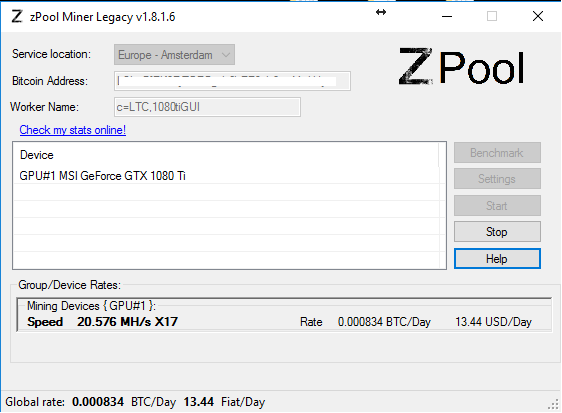 Z zPool Miner Legacy v1.8.1.6
Service location: Europe - Amsterdam
Bitcoin Address:
Worker Name: c=LTC,1080tiGUI
ZPool
Check my stats online!
Device
GPU#1 MSI GeForce GTX 1080 Ti
Benchmark
Settings
Start
Stop
Help
Group/Device Rates:
Mining Devices { GPU#1 }:
Speed 20.576 MH/s X17 Rate 0.000834 BTC/Day 13.44 USD/Day
Global rate: 0.000834 BTC/Day 13.44 Fiat/Day